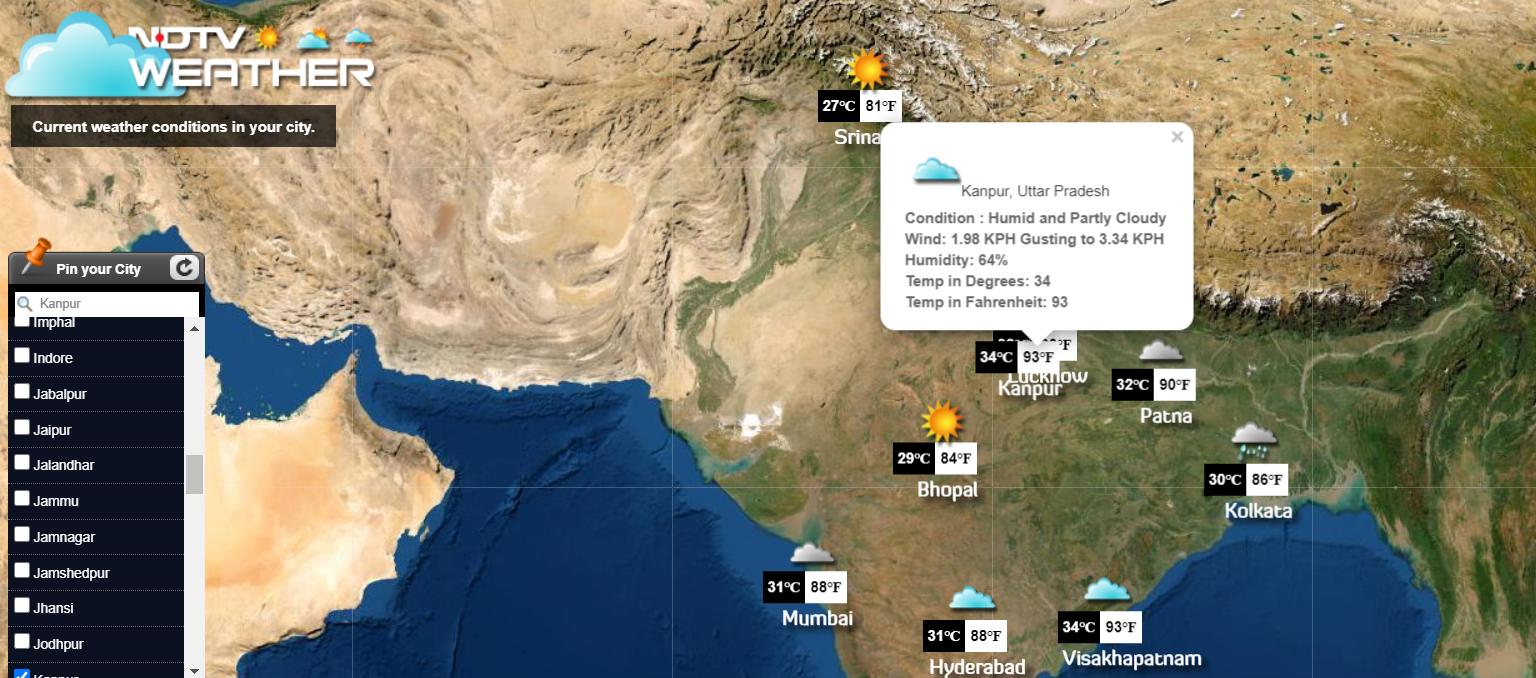 NDTV
WEATHER
Current weather conditions in your city.
27°C 81°F
Srina
×
Kanpur, Uttar Pradesh
Condition : Humid and Partly Cloudy
Wind: 1.98 KPH Gusting to 3.34 KPH
Humidity: 64%
Temp in Degrees: 34
Temp in Fahrenheit: 93
Pin your City
Kanpur
Imphal
Indore
Jabalpur
Jaipur
Jalandhar
Jammu
Jamnagar
Jamshedpur
Jhansi
Jodhpur
Kanpur
34°C 93°F
Lucknow
Kanpur
32°C 90°F
Patna
29°C 84°F
Bhopal
30°C 86°F
Kolkata
31°C 88°F
Mumbai
31°C 88°F
Hyderabad
34°C 93°F
Visakhapatnam